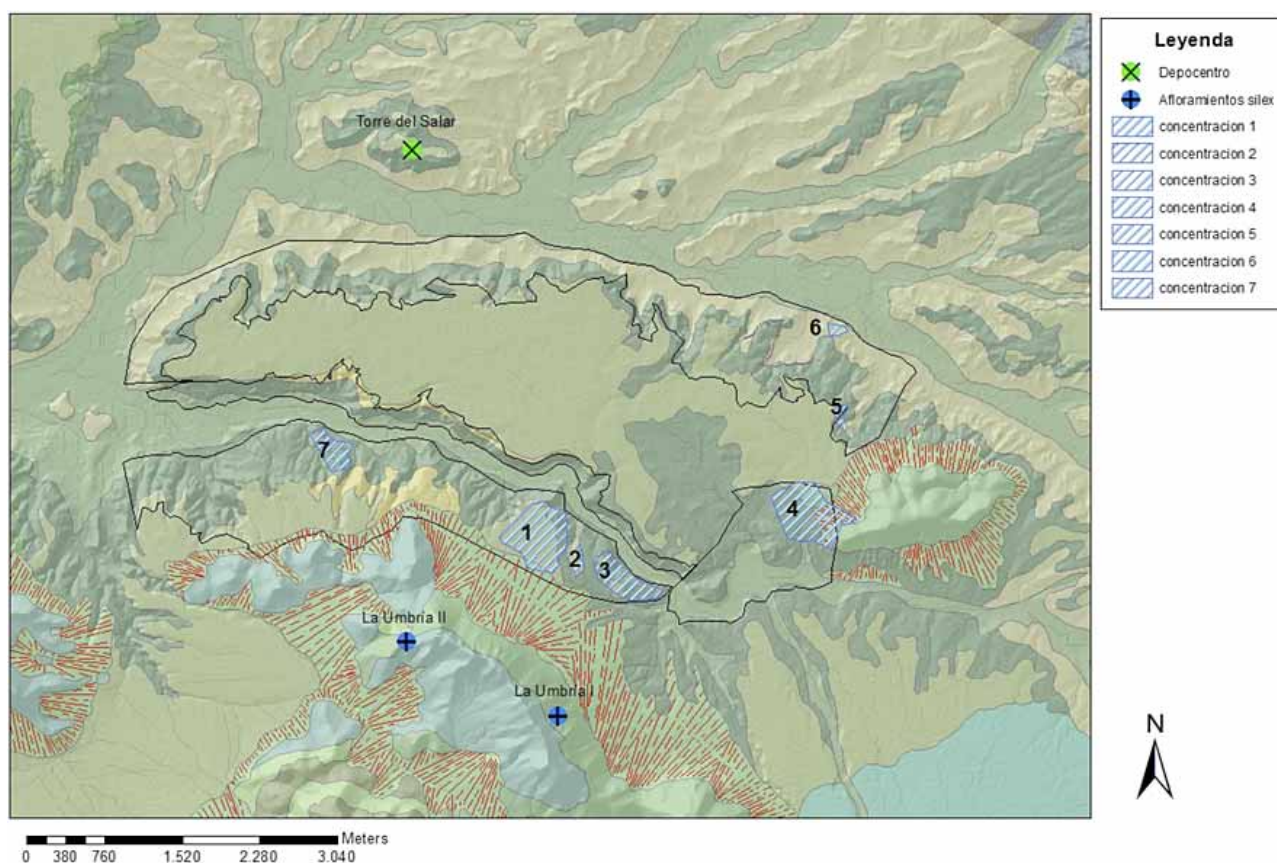 Leyenda
Depocentro
Afloramientos silex
concentracion 1
concentracion 2
concentracion 3
concentracion 4
concentracion 5
concentracion 6
concentracion 7
Torre del Salar
6
5
7
4
1
2
3
La Umbría II
La Umbría I
N
Meters
0 380 760 1.520 2.280 3.040